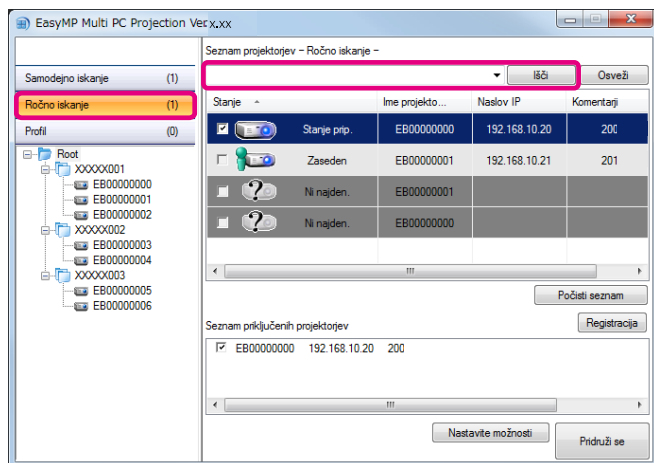 EasyMP Multi PC Projection Ver.x.xx
Seznam projektorjev - Ročno iskanje -
Samodejno iskanje (1)
Išči
Osveži
Ročno iskanje (1)
Stanje
Ime projekto...
Naslov IP
Komentarji
Profil (0)
Stanje prip. EB00000000 192.168.10.20 200
Zaseden EB00000001 192.168.10.21 201
Ni najden. EB00000001
Ni najden. EB00000000
Root
XXXXX001
EB00000000
EB00000001
EB00000002
XXXXX002
EB00000003
EB00000004
XXXXX003
EB00000005
EB00000006
Počisti seznam
Seznam priključenih projektorjev
Registracija
EB00000000 192.168.10.20 200
Nastavite možnosti
Pridruži se